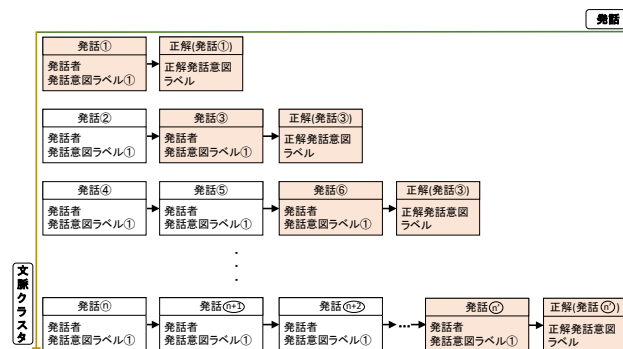 発話
発話① 正解(発話①)
発話者 正解発話意図
発話意図ラベル① ラベル
発話② 発話③ 正解(発話③)
発話者 発話者 正解発話意図
発話意図ラベル① 発話意図ラベル① ラベル
発話④ 発話⑤ 発話⑥ 正解(発話③)
発話者 発話者 発話者 正解発話意図
発話意図ラベル① 発話意図ラベル① 発話意図ラベル① ラベル
・
・
・
文脈クラスタ
発話ⓝ 発話(n+1) 発話(n+2) 発話(n') 正解(発話(n'))
発話者 発話者 発話者 … 発話者 正解発話意図
発話意図ラベル① 発話意図ラベル① 発話意図ラベル① 発話意図ラベル① ラベル